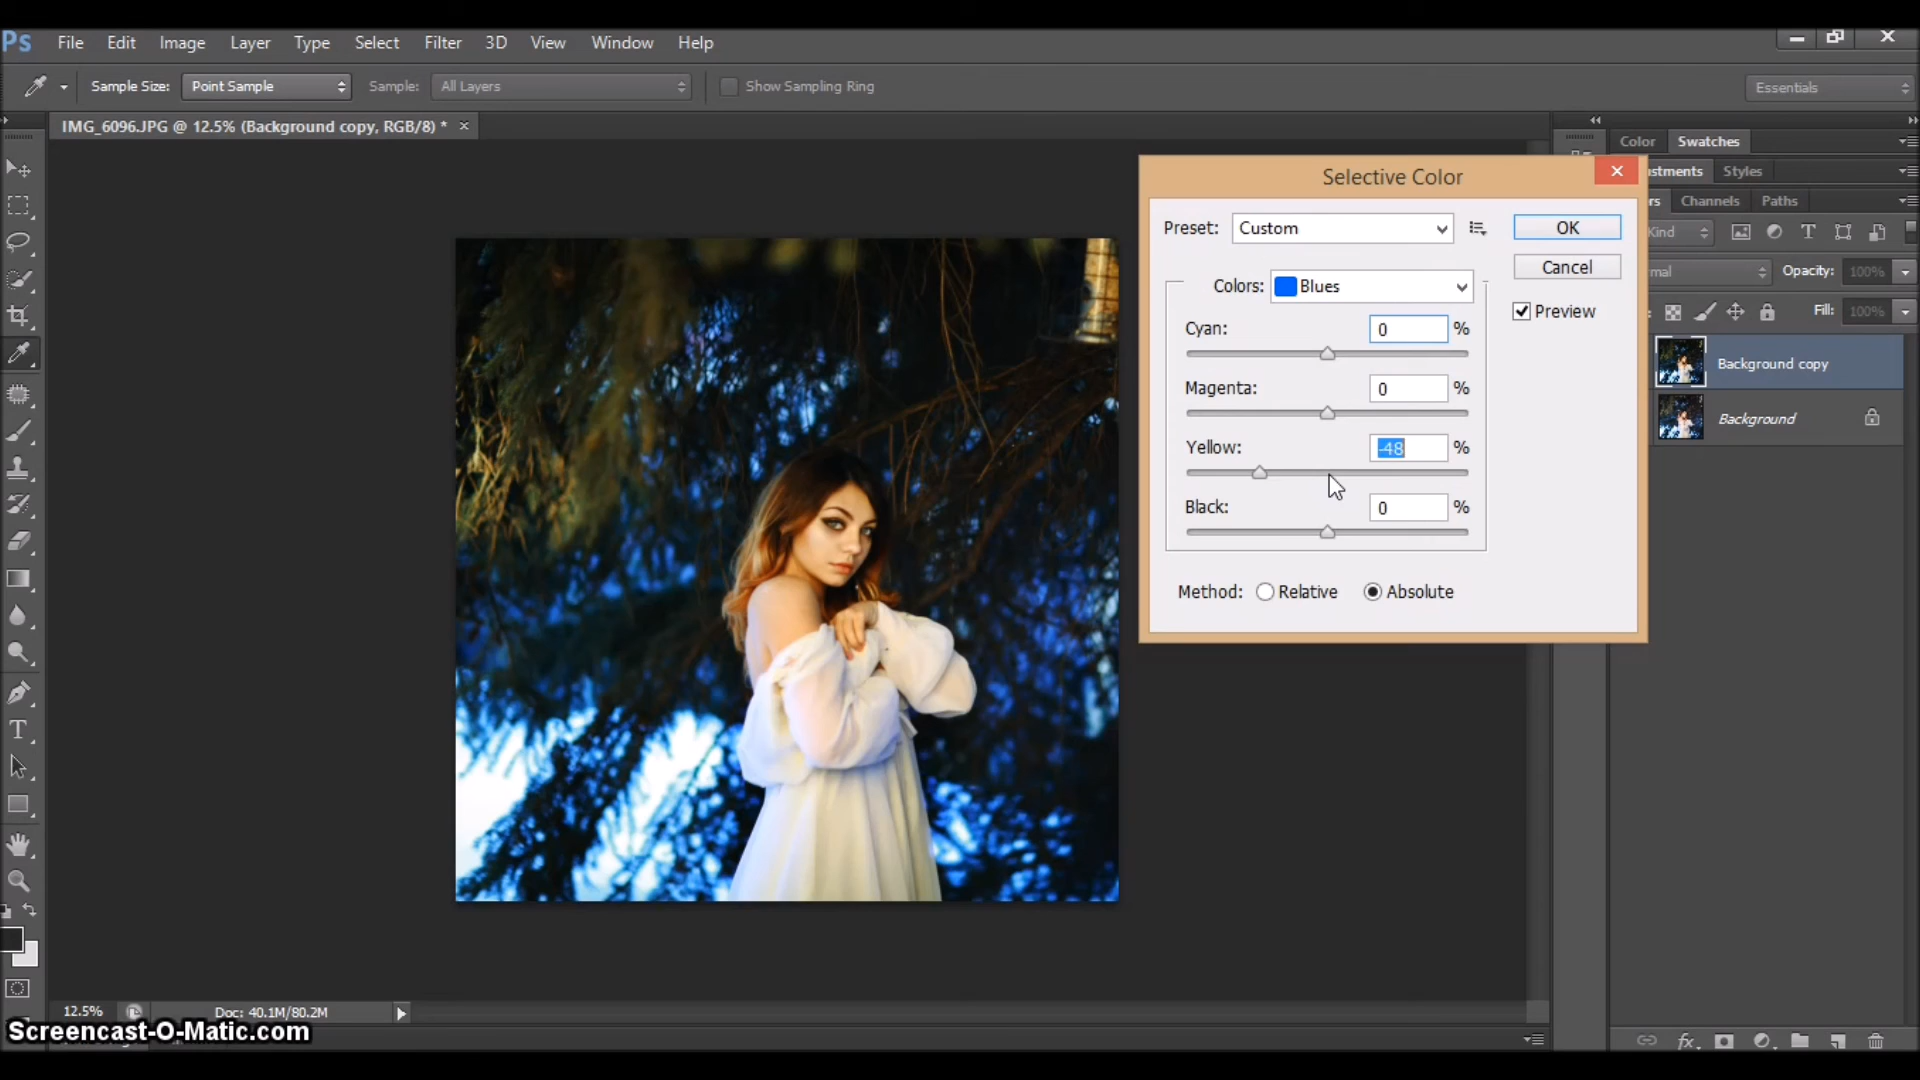 Ps File Edit Image Layer Type Select Filter 3D View Window Help
Sample Size: Point Sample Sample: All Layers Show Sampling Ring Essentials
IMG_6096.JPG @ 12.5% (Background copy, RGB/8) * ×
Color Swatches
Selective Color
stments Styles
Channels Paths
Preset: Custom OK
Kind T
Cancel
mal Opacity: 100%
Colors: Blues
Preview
Fill: 100%
Cyan: 0 %
Background copy
Magenta: 0 %
Background
Yellow: -48 %
Black: 0 %
Method: Relative Absolute
T
12.5% Doc: 40.1M/80.2M
Screencast-O-Matic.com
fx